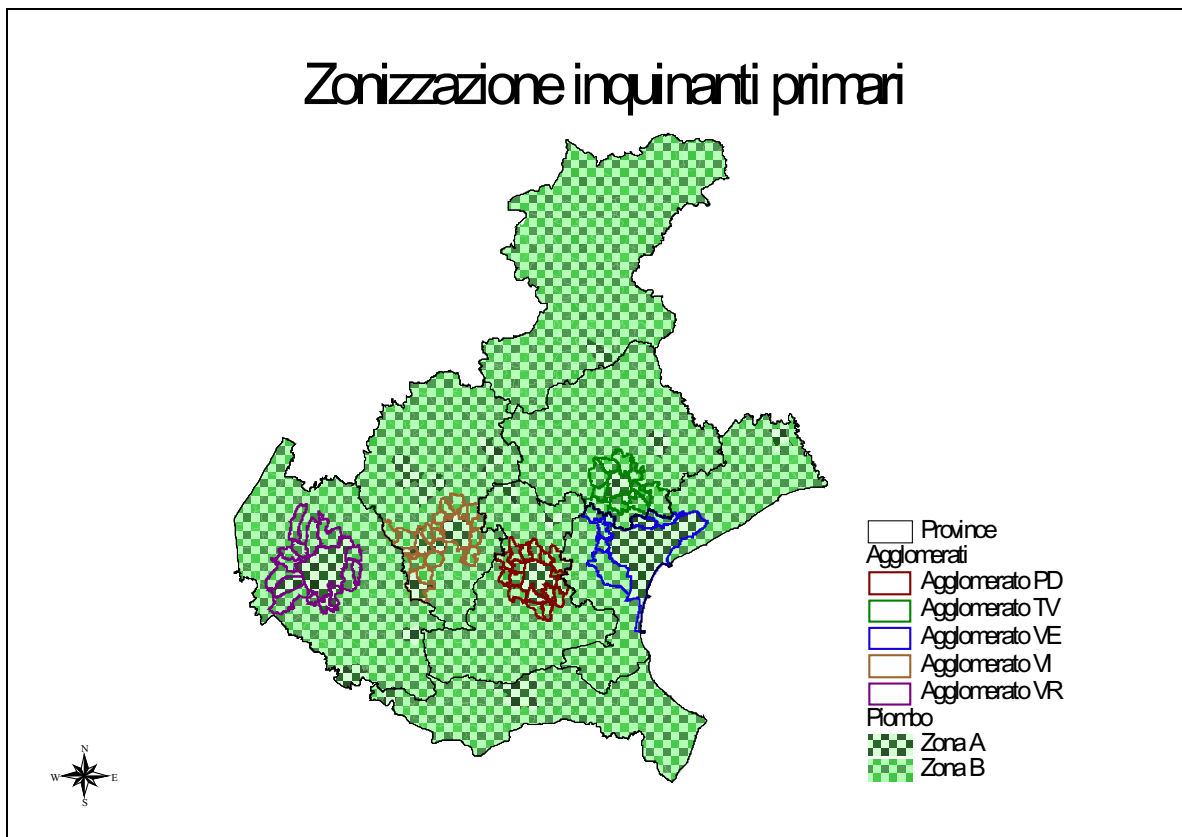 Zonizzazione inquinanti primari
Province
Agglomerati
Agglomerato PD
Agglomerato TV
Agglomerato VE
Agglomerato VI
Agglomerato VR
Piombo
Zona A
Zona B
N
W E
S